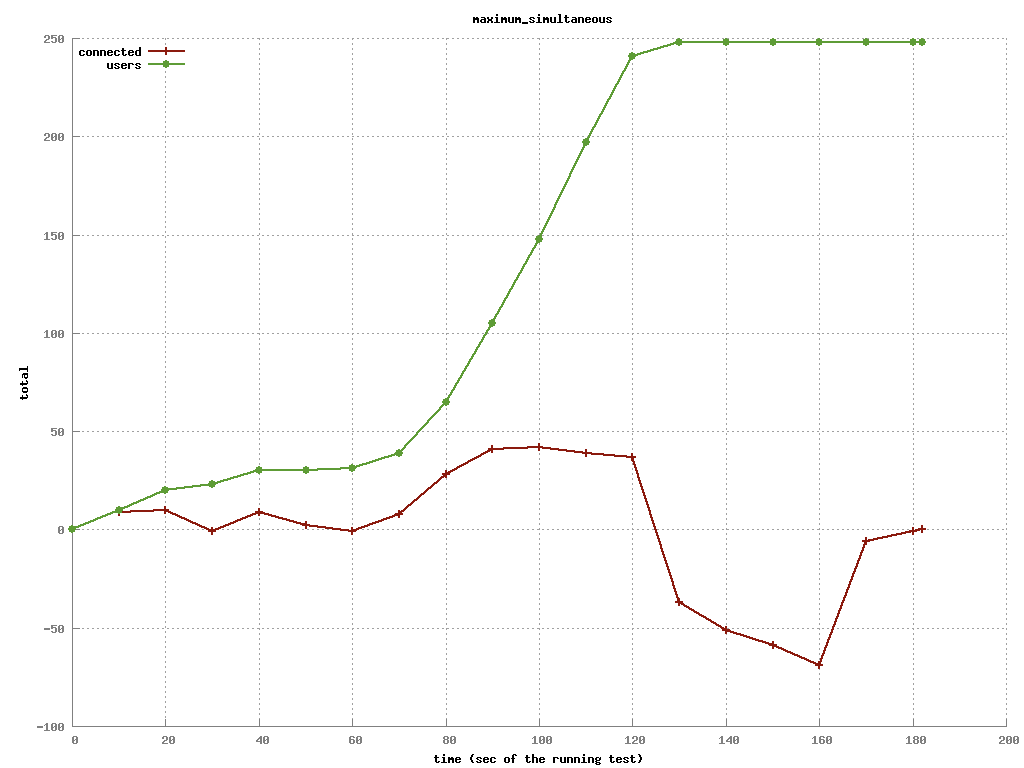 maximum_simultaneous
connected
users
250
200
150
100
50
0
-50
-100
total
0 20 40 60 80 100 120 140 160 180 200
time (sec of the running test)